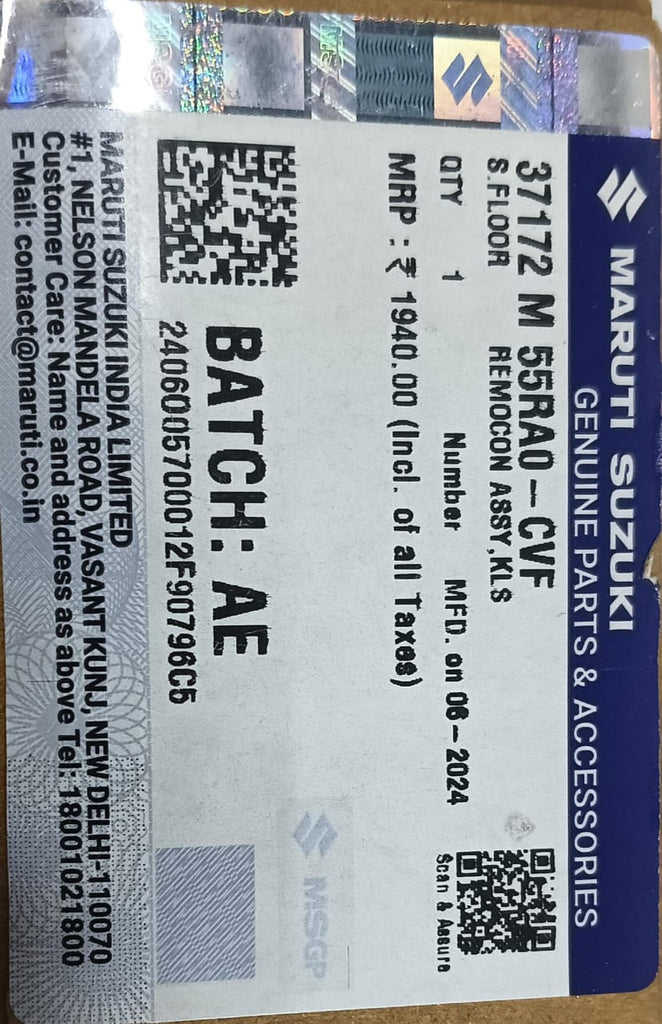 MARUTI SUZUKI
GENUINE PARTS & ACCESSORIES
37172 M 55RA0-CVF
S.FLOOR REMOCON ASSY,KLS
QTY 1 Number MFD. on 06-2024
MRP : ₹ 1940.00 (Incl. of all Taxes)
Scan & Assure
BATCH: AE
2406005700012F90796C5
MSGP
MARUTI SUZUKI INDIA LIMITED
#1, NELSON MANDELA ROAD, VASANT KUNJ, NEW DELHI-110070
Customer Care: Name and address as above Tel: 18001021800
E-Mail: contact@maruti.co.in